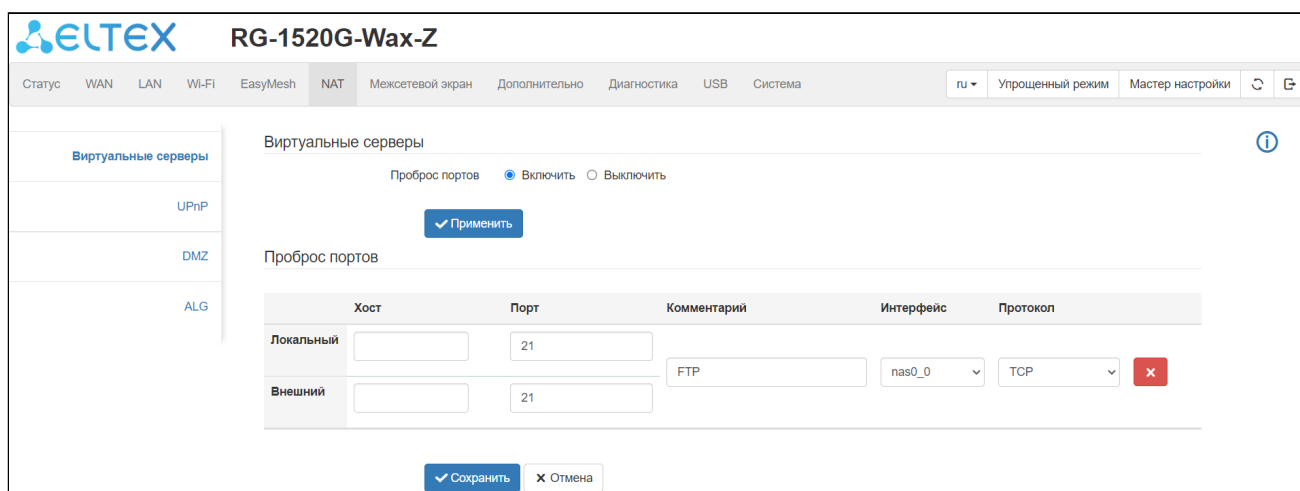 ELTEX RG-1520G-Wax-Z
Статус WAN LAN Wi-Fi EasyMesh NAT Межсетевой экран Дополнительно Диагностика USB Система ru Упрощенный режим Мастер настройки
Виртуальные серверы
UPnP
DMZ
ALG
Виртуальные серверы
Проброс портов Включить Выключить
Применить
Проброс портов
Хост Порт Комментарий Интерфейс Протокол
Локальный 21
FTP nas0_0 TCP
Внешний 21
Сохранить Отмена